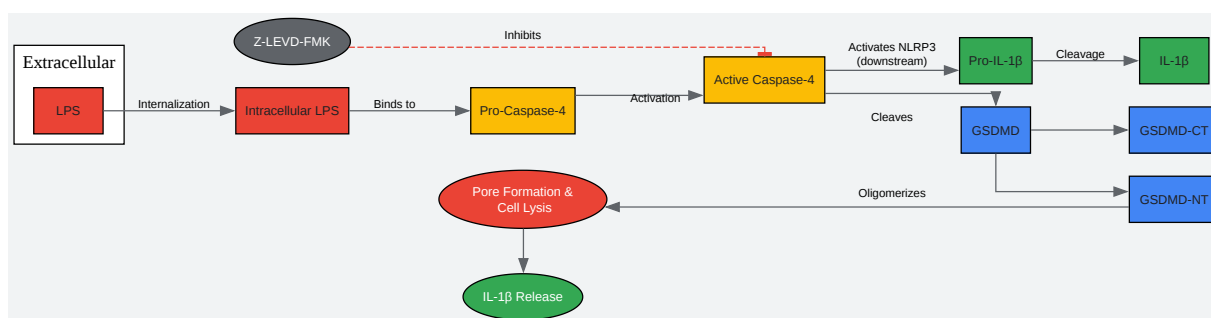 Z-LEVD-FMK
Inhibits
Extracellular
LPS
Internalization
Intracellular LPS
Binds to
Pro-Caspase-4
Activation
Active Caspase-4
Activates NLRP3
(downstream)
Pro-IL-1β
Cleavage
IL-1β
Cleaves
GSDMD
GSDMD-CT
GSDMD-NT
Oligomerizes
Pore Formation &
Cell Lysis
IL-1β Release